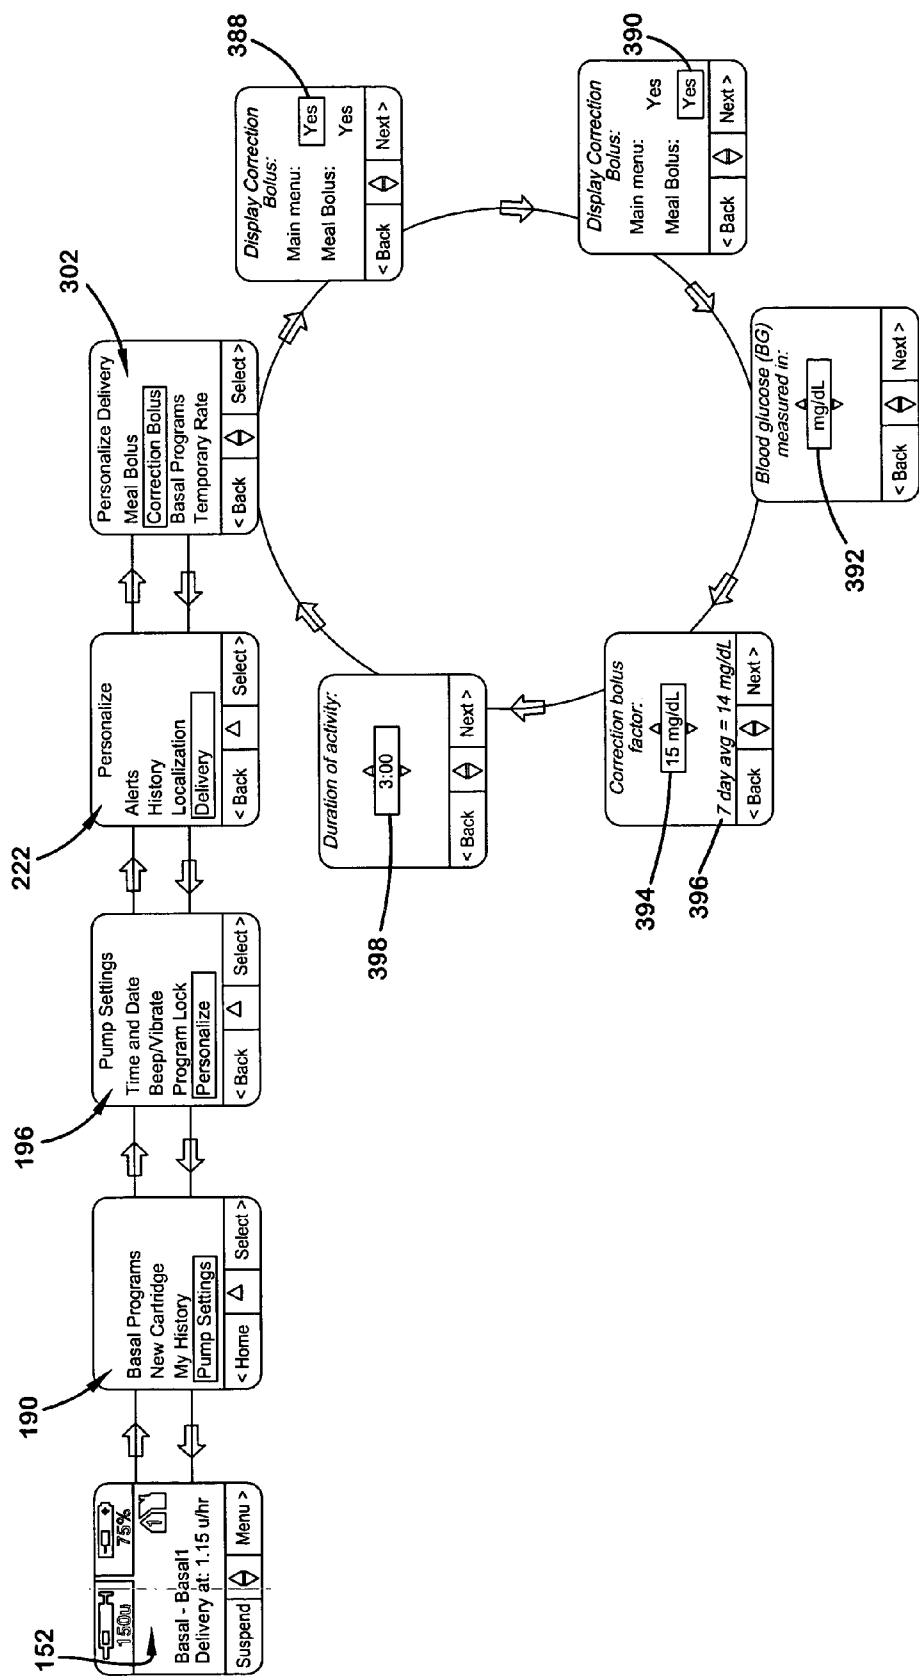 152
150u
75%
1
Basal - Basal1
Delivery at: 1.15 u/hr
Suspend
Menu >
190
Basal Programs
New Cartridge
My History
Pump Settings
< Home
Select >
196
Pump Settings
Time and Date
Beep/Vibrate
Program Lock
Personalize
< Back
Select >
222
Personalize
Alerts
History
Localization
Delivery
< Back
Select >
302
Personalize Delivery
Meal Bolus
Correction Bolus
Basal Programs
Temporary Rate
< Back
Select >
388
Display Correction
Bolus:
Main menu: Yes
Meal Bolus: Yes
< Back
Next >
390
Display Correction
Bolus:
Main menu: Yes
Meal Bolus: Yes
< Back
Next >
392
Blood glucose (BG)
measured in:
mg/dL
< Back
Next >
394
396
Correction bolus
factor:
15 mg/dL
7 day avg = 14 mg/dL
< Back
Next >
398
Duration of activity:
3:00
< Back
Next >